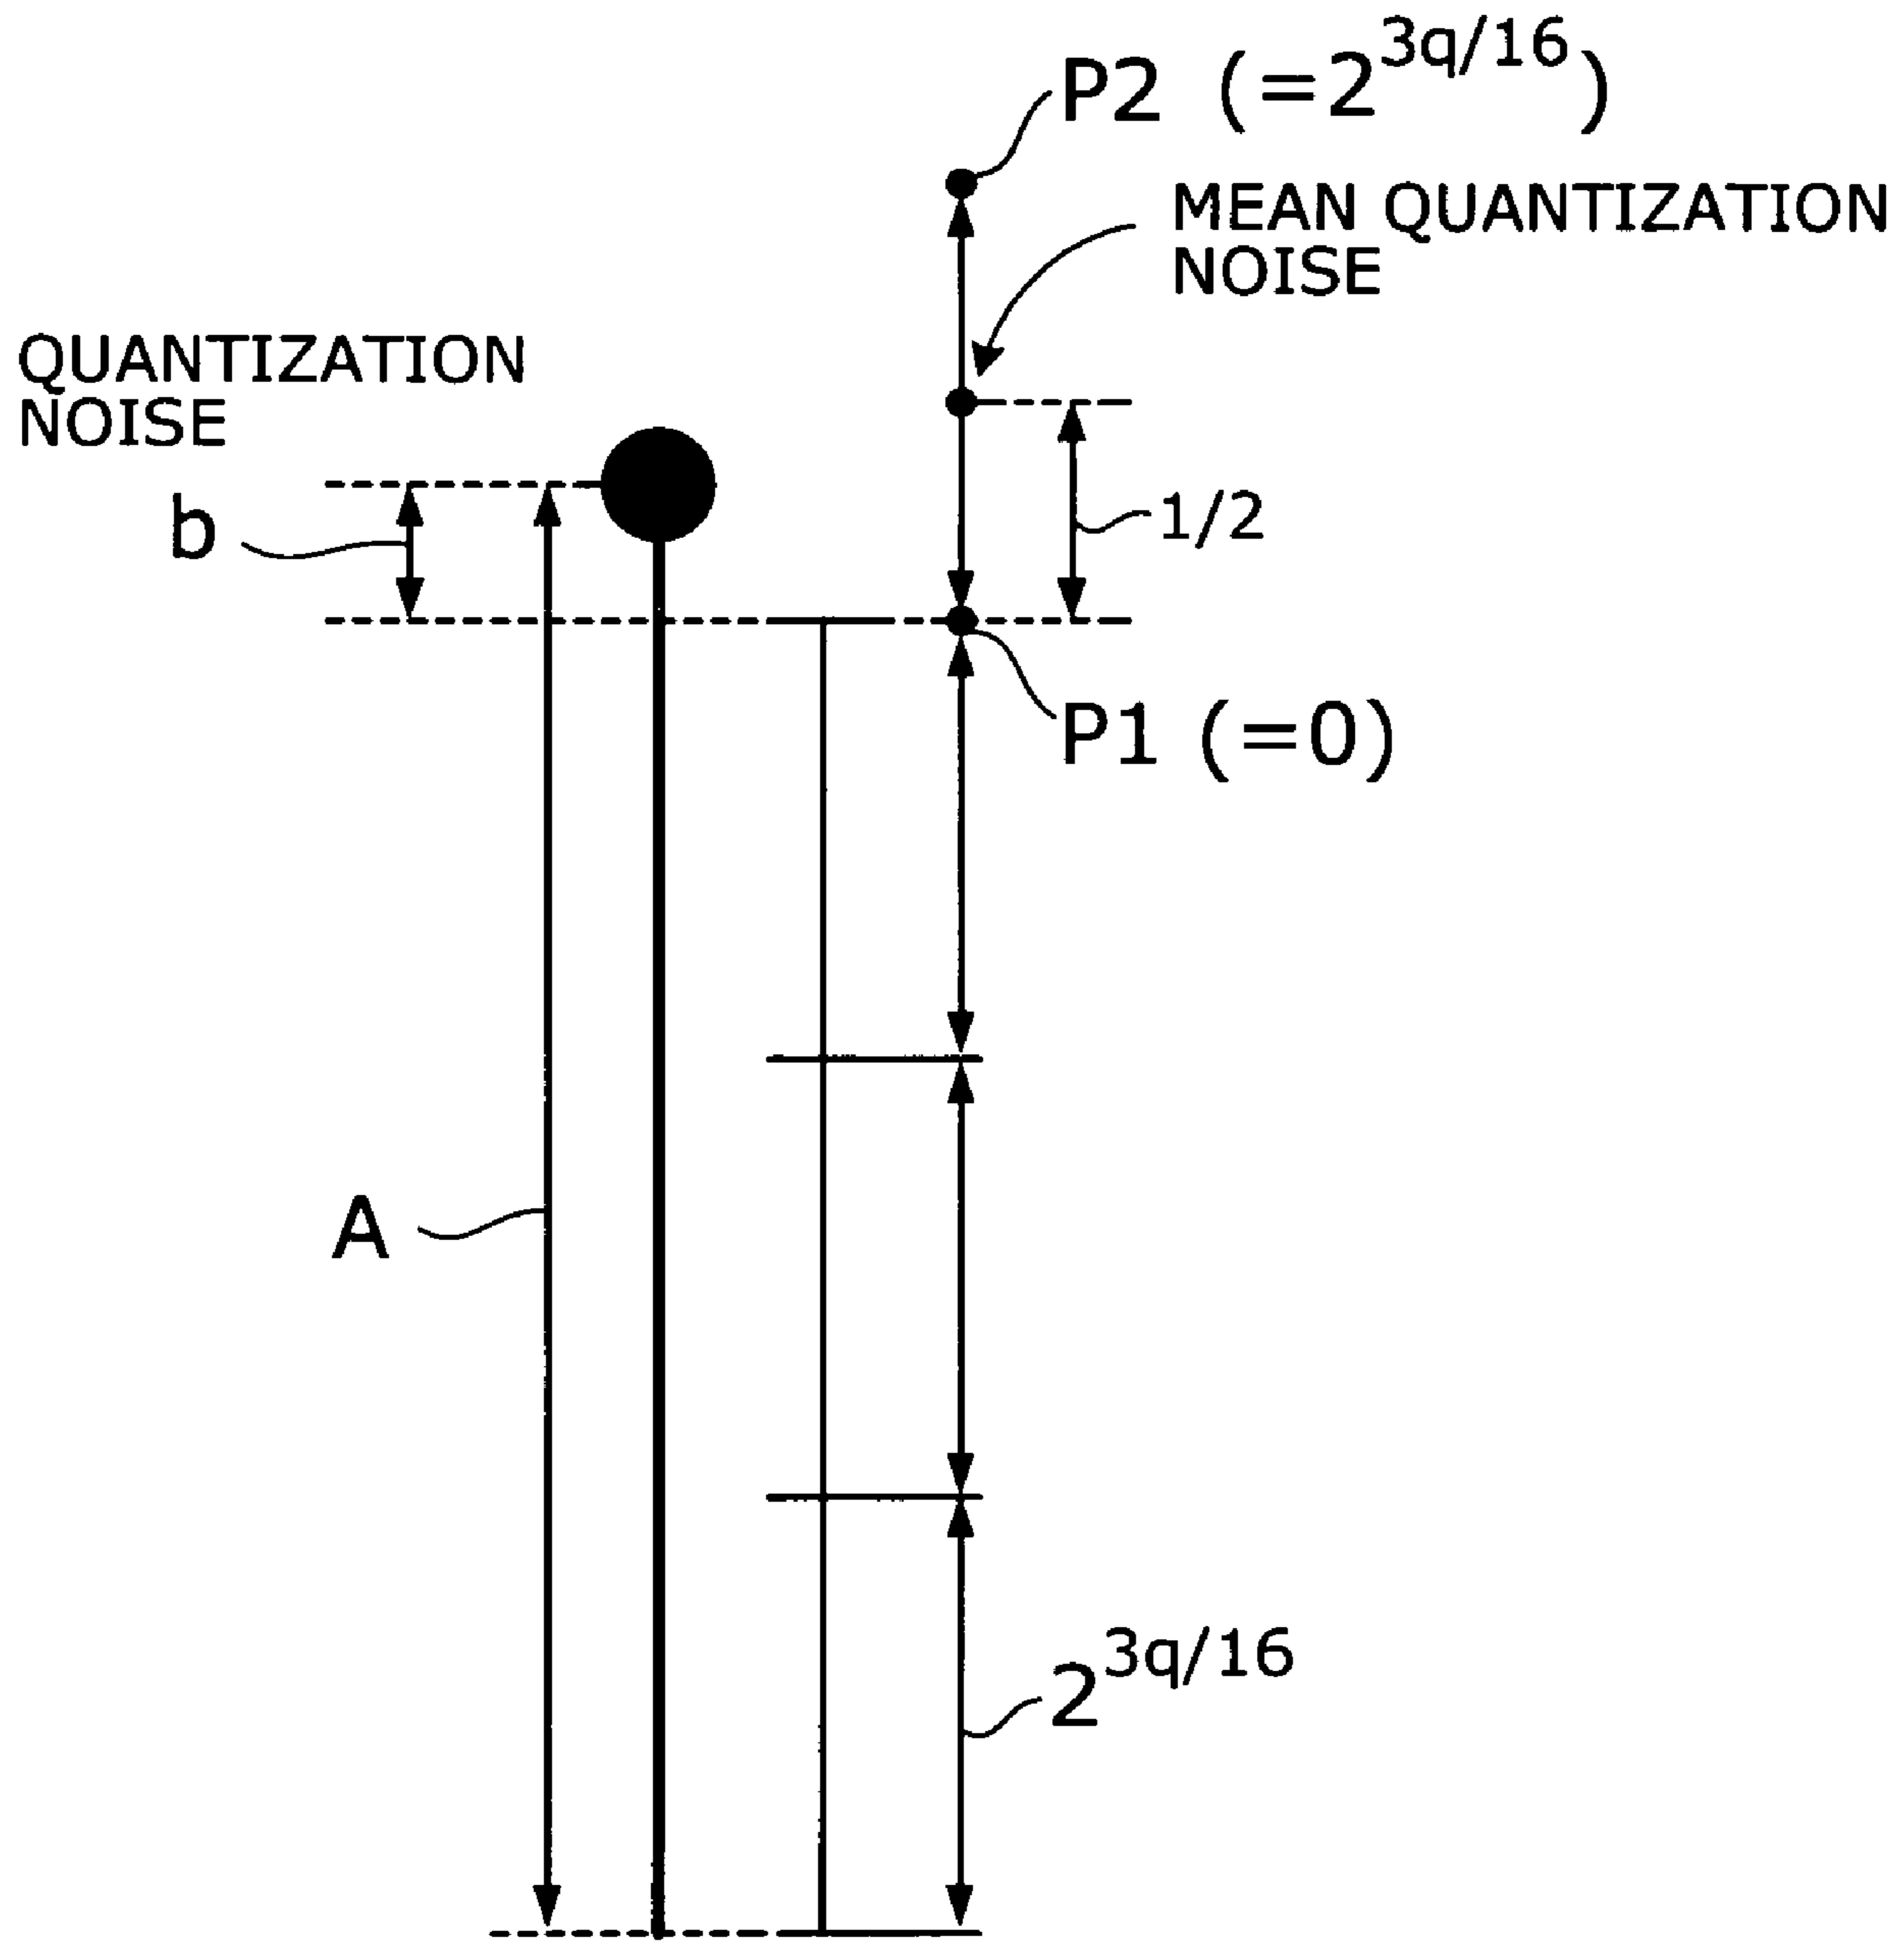 P2 (=2^3q/16)
MEAN QUANTIZATION
NOISE
QUANTIZATION
NOISE
b
1/2
P1 (=0)
A
2^3q/16